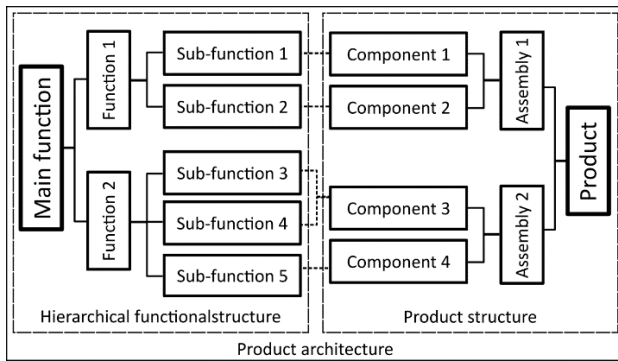 Main function
Function 1
Function 2
Sub-function 1
Sub-function 2
Sub-function 3
Sub-function 4
Sub-function 5
Component 1
Component 2
Component 3
Component 4
Assembly 1
Assembly 2
Product
Hierarchical functionalstructure
Product structure
Product architecture